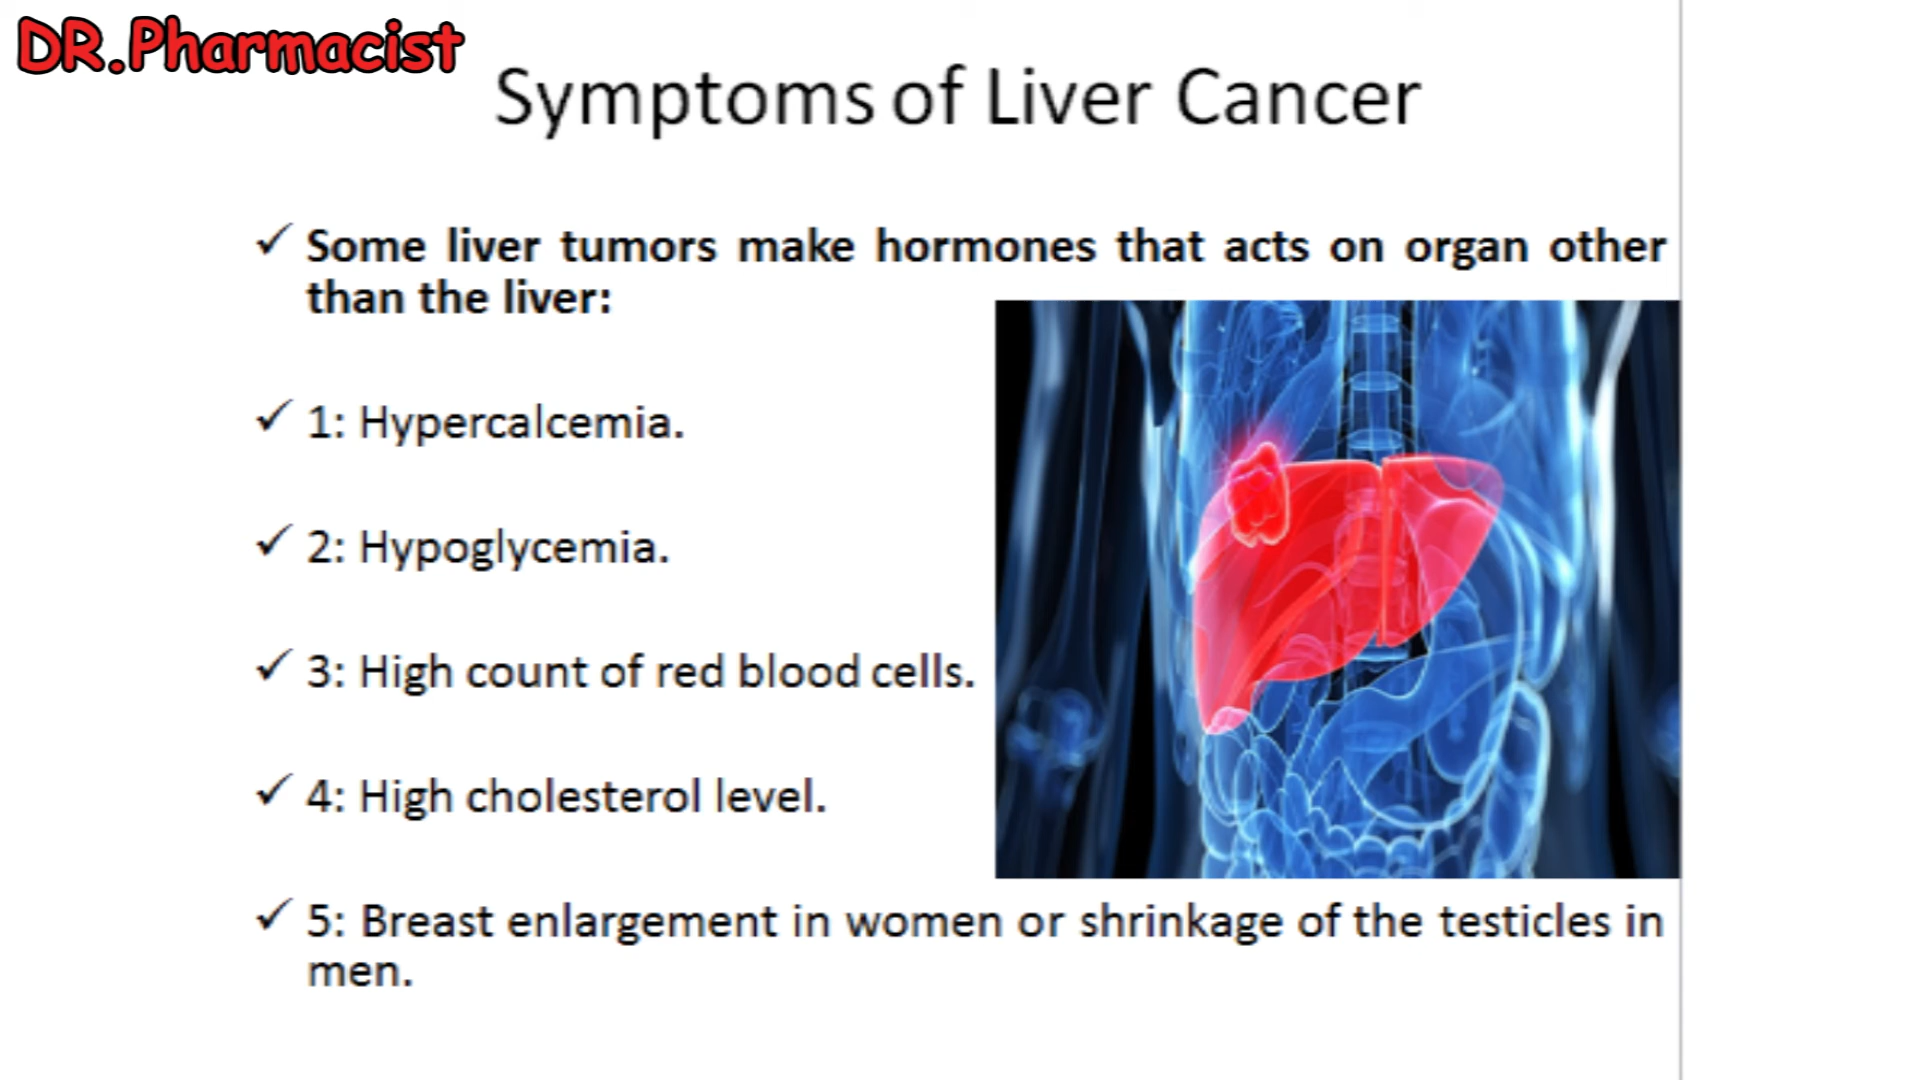 DR.Pharmacist
Symptoms of Liver Cancer
✓ Some liver tumors make hormones that acts on organ other
than the liver:
✓ 1: Hypercalcemia.
✓ 2: Hypoglycemia.
✓ 3: High count of red blood cells.
✓ 4: High cholesterol level.
✓ 5: Breast enlargement in women or shrinkage of the testicles in
men.